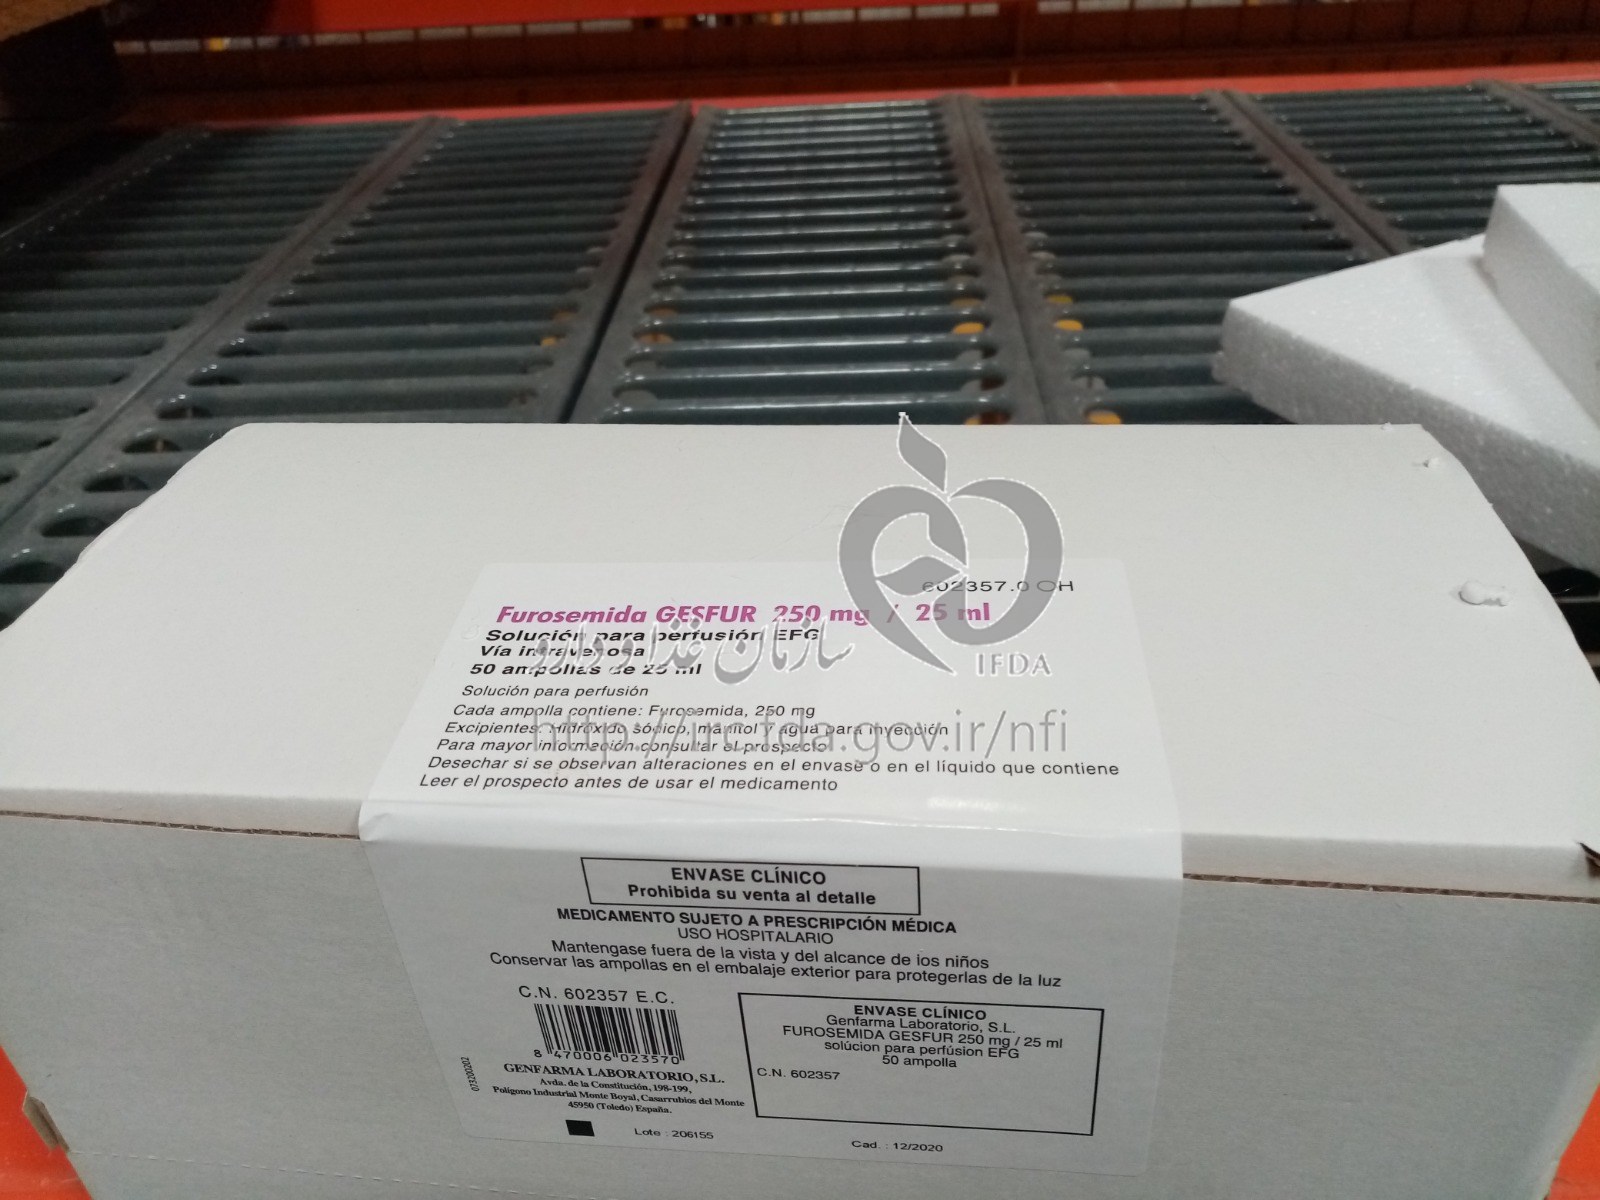 602357.0 CH
Furosemida GESFUR 250 mg / 25 ml
Solución para perfusión EFG
Vía intravenosa
50 ampollas de 25 ml
Solución para perfusión
Cada ampolla contiene: Furosemida, 250 mg
Excipientes: Hidróxido sódico, manitol y agua para inyección
Para mayor información consultar el prospecto
Desechar si se observan alteraciones en el envase o en el líquido que contiene
Leer el prospecto antes de usar el medicamento
IFDA
سازمان غذا و دارو
http://irc.fda.gov.ir/nfi
ENVASE CLÍNICO
Prohibida su venta al detalle
MEDICAMENTO SUJETO A PRESCRIPCIÓN MÉDICA
USO HOSPITALARIO
Mantengase fuera de la vista y del alcance de los niños
Conservar las ampollas en el embalaje exterior para protegerlas de la luz
C.N. 602357 E.C.
8 470006 023570
GENFARMA LABORATORIO, S.L.
Avda. de la Constitución, 198-199,
Polígono Industrial Monte Boyal, Casarrubios del Monte
45950 (Toledo) España.
073200202
ENVASE CLÍNICO
Genfarma Laboratorio, S.L.
FUROSEMIDA GESFUR 250 mg / 25 ml
solúcion para perfúsion EFG
50 ampolla
C.N. 602357
Lote : 206155
Cad. : 12/2020